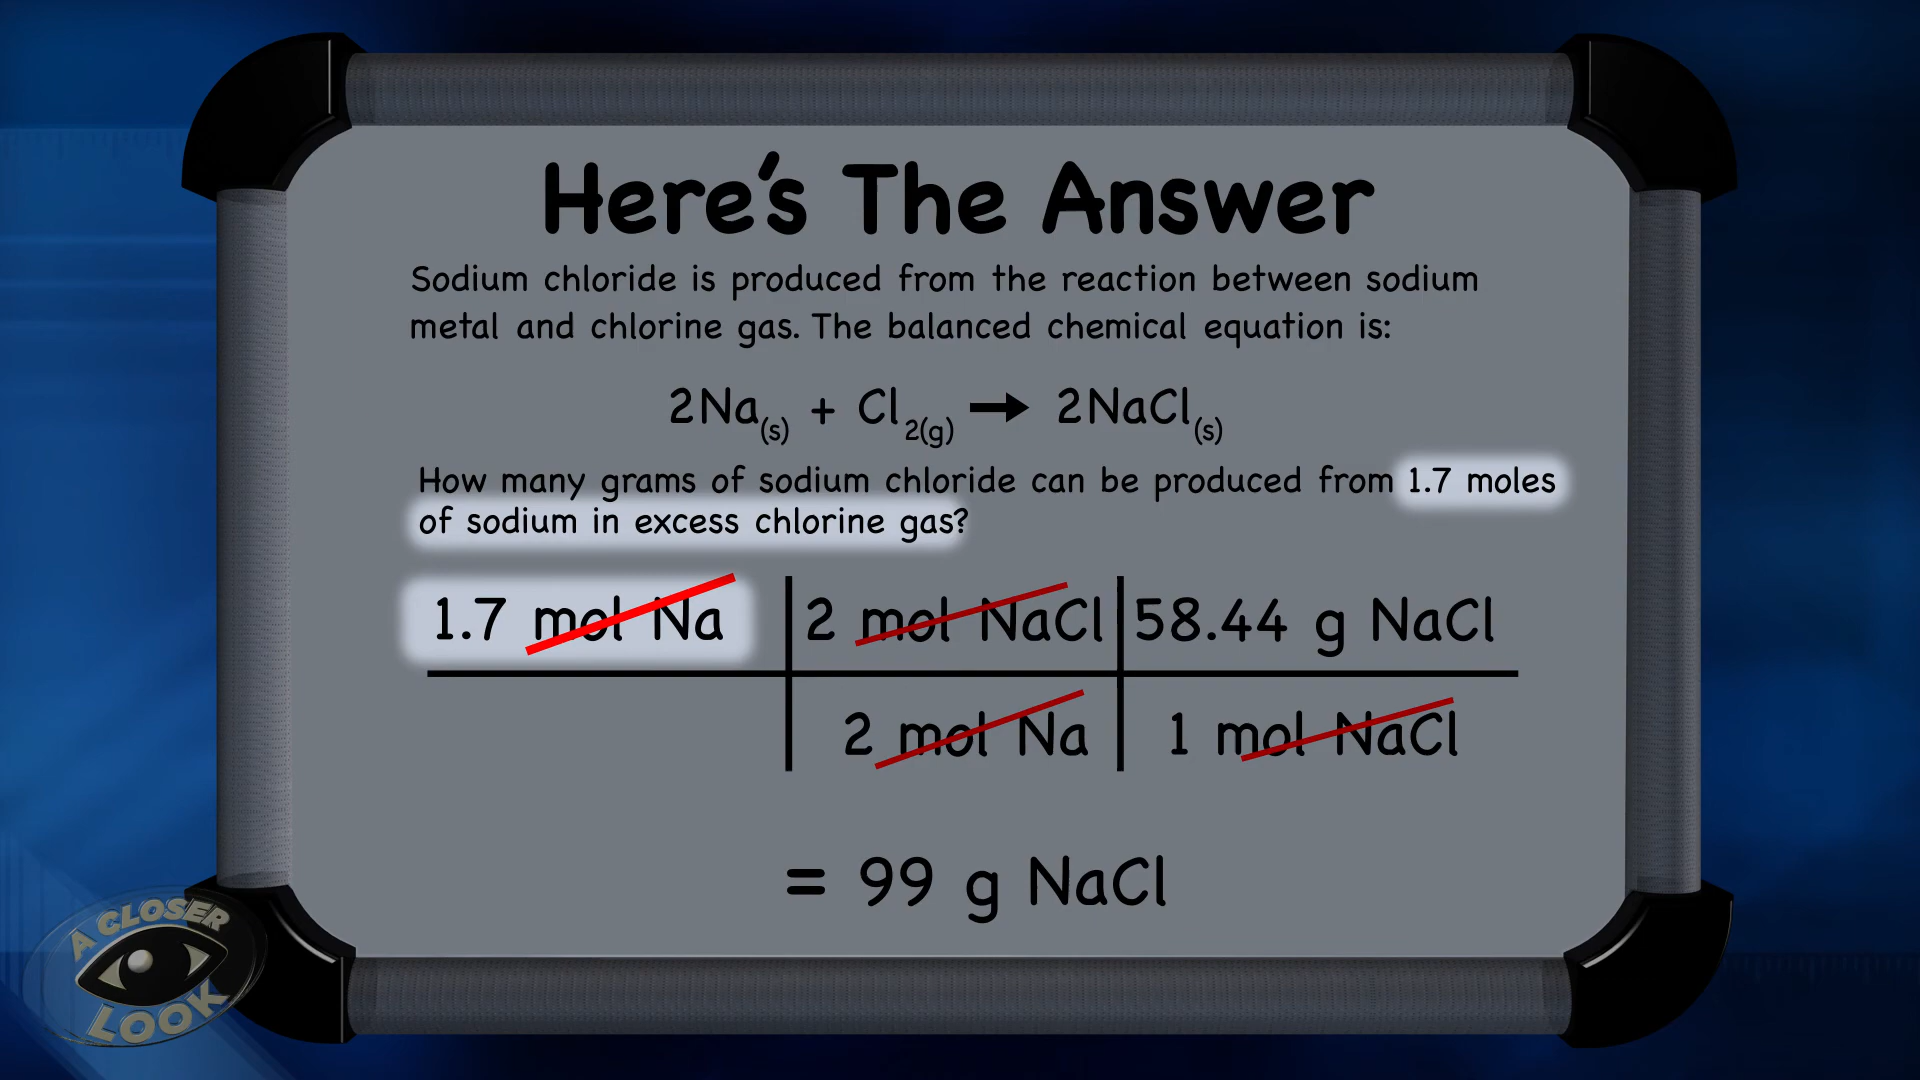 Here's The Answer
Sodium chloride is produced from the reaction between sodium
metal and chlorine gas. The balanced chemical equation is:
2Na(s) + Cl2(g) → 2NaCl(s)
How many grams of sodium chloride can be produced from 1.7 moles
of sodium in excess chlorine gas?
1.7 mol Na | 2 mol NaCl | 58.44 g NaCl
2 mol Na | 1 mol NaCl
= 99 g NaCl
A CLOSER
LOOK